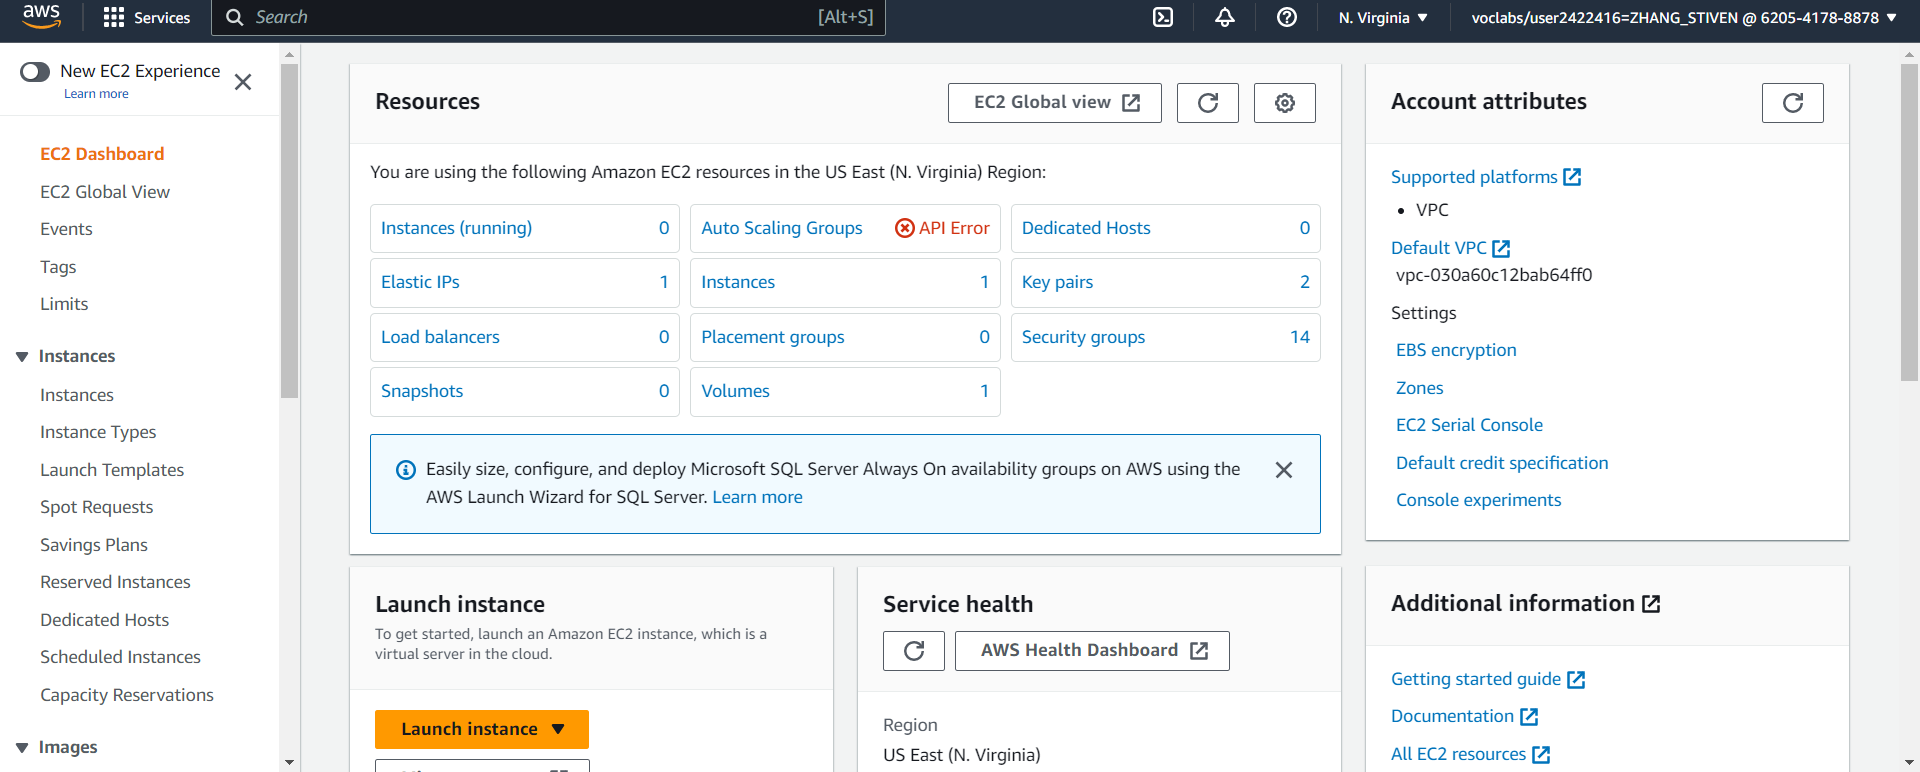 aws
Services
Search
[Alt+S]
N. Virginia
voclabs/user2422416=ZHANG_STIVEN @ 6205-4178-8878
New EC2 Experience
Learn more
EC2 Dashboard
EC2 Global View
Events
Tags
Limits
Instances
Instances
Instance Types
Launch Templates
Spot Requests
Savings Plans
Reserved Instances
Dedicated Hosts
Scheduled Instances
Capacity Reservations
Images
Resources
EC2 Global view
You are using the following Amazon EC2 resources in the US East (N. Virginia) Region:
Instances (running) 0
Auto Scaling Groups API Error
Dedicated Hosts 0
Elastic IPs 1
Instances 1
Key pairs 2
Load balancers 0
Placement groups 0
Security groups 14
Snapshots 0
Volumes 1
Easily size, configure, and deploy Microsoft SQL Server Always On availability groups on AWS using the
AWS Launch Wizard for SQL Server. Learn more
Launch instance
To get started, launch an Amazon EC2 instance, which is a
virtual server in the cloud.
Launch instance
Service health
AWS Health Dashboard
Region
US East (N. Virginia)
Account attributes
Supported platforms
• VPC
Default VPC
vpc-030a60c12bab64ff0
Settings
EBS encryption
Zones
EC2 Serial Console
Default credit specification
Console experiments
Additional information
Getting started guide
Documentation
All EC2 resources